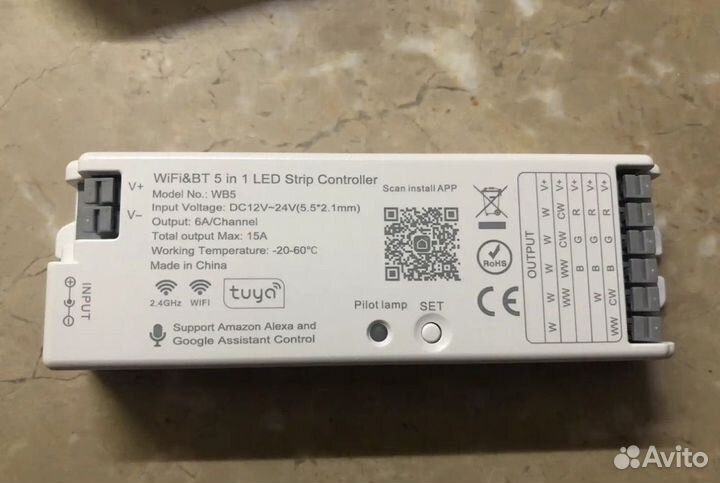 WiFi&BT 5 in 1 LED Strip Controller
Model No.: WB5
Input Voltage: DC12V~24V(5.5*2.1mm)
Output: 6A/Channel
Total output Max: 15A
Working Temperature: -20-60℃
Made in China
2.4GHz WIFI tuya
Support Amazon Alexa and
Google Assistant Control
V+
V-
INPUT
Scan install APP
Pilot lamp SET
RoHS
CE
OUTPUT
W W W W V+
WW WW CW CW V+
B G R V+
W B G R V+
WW CW B G R V+
Avito